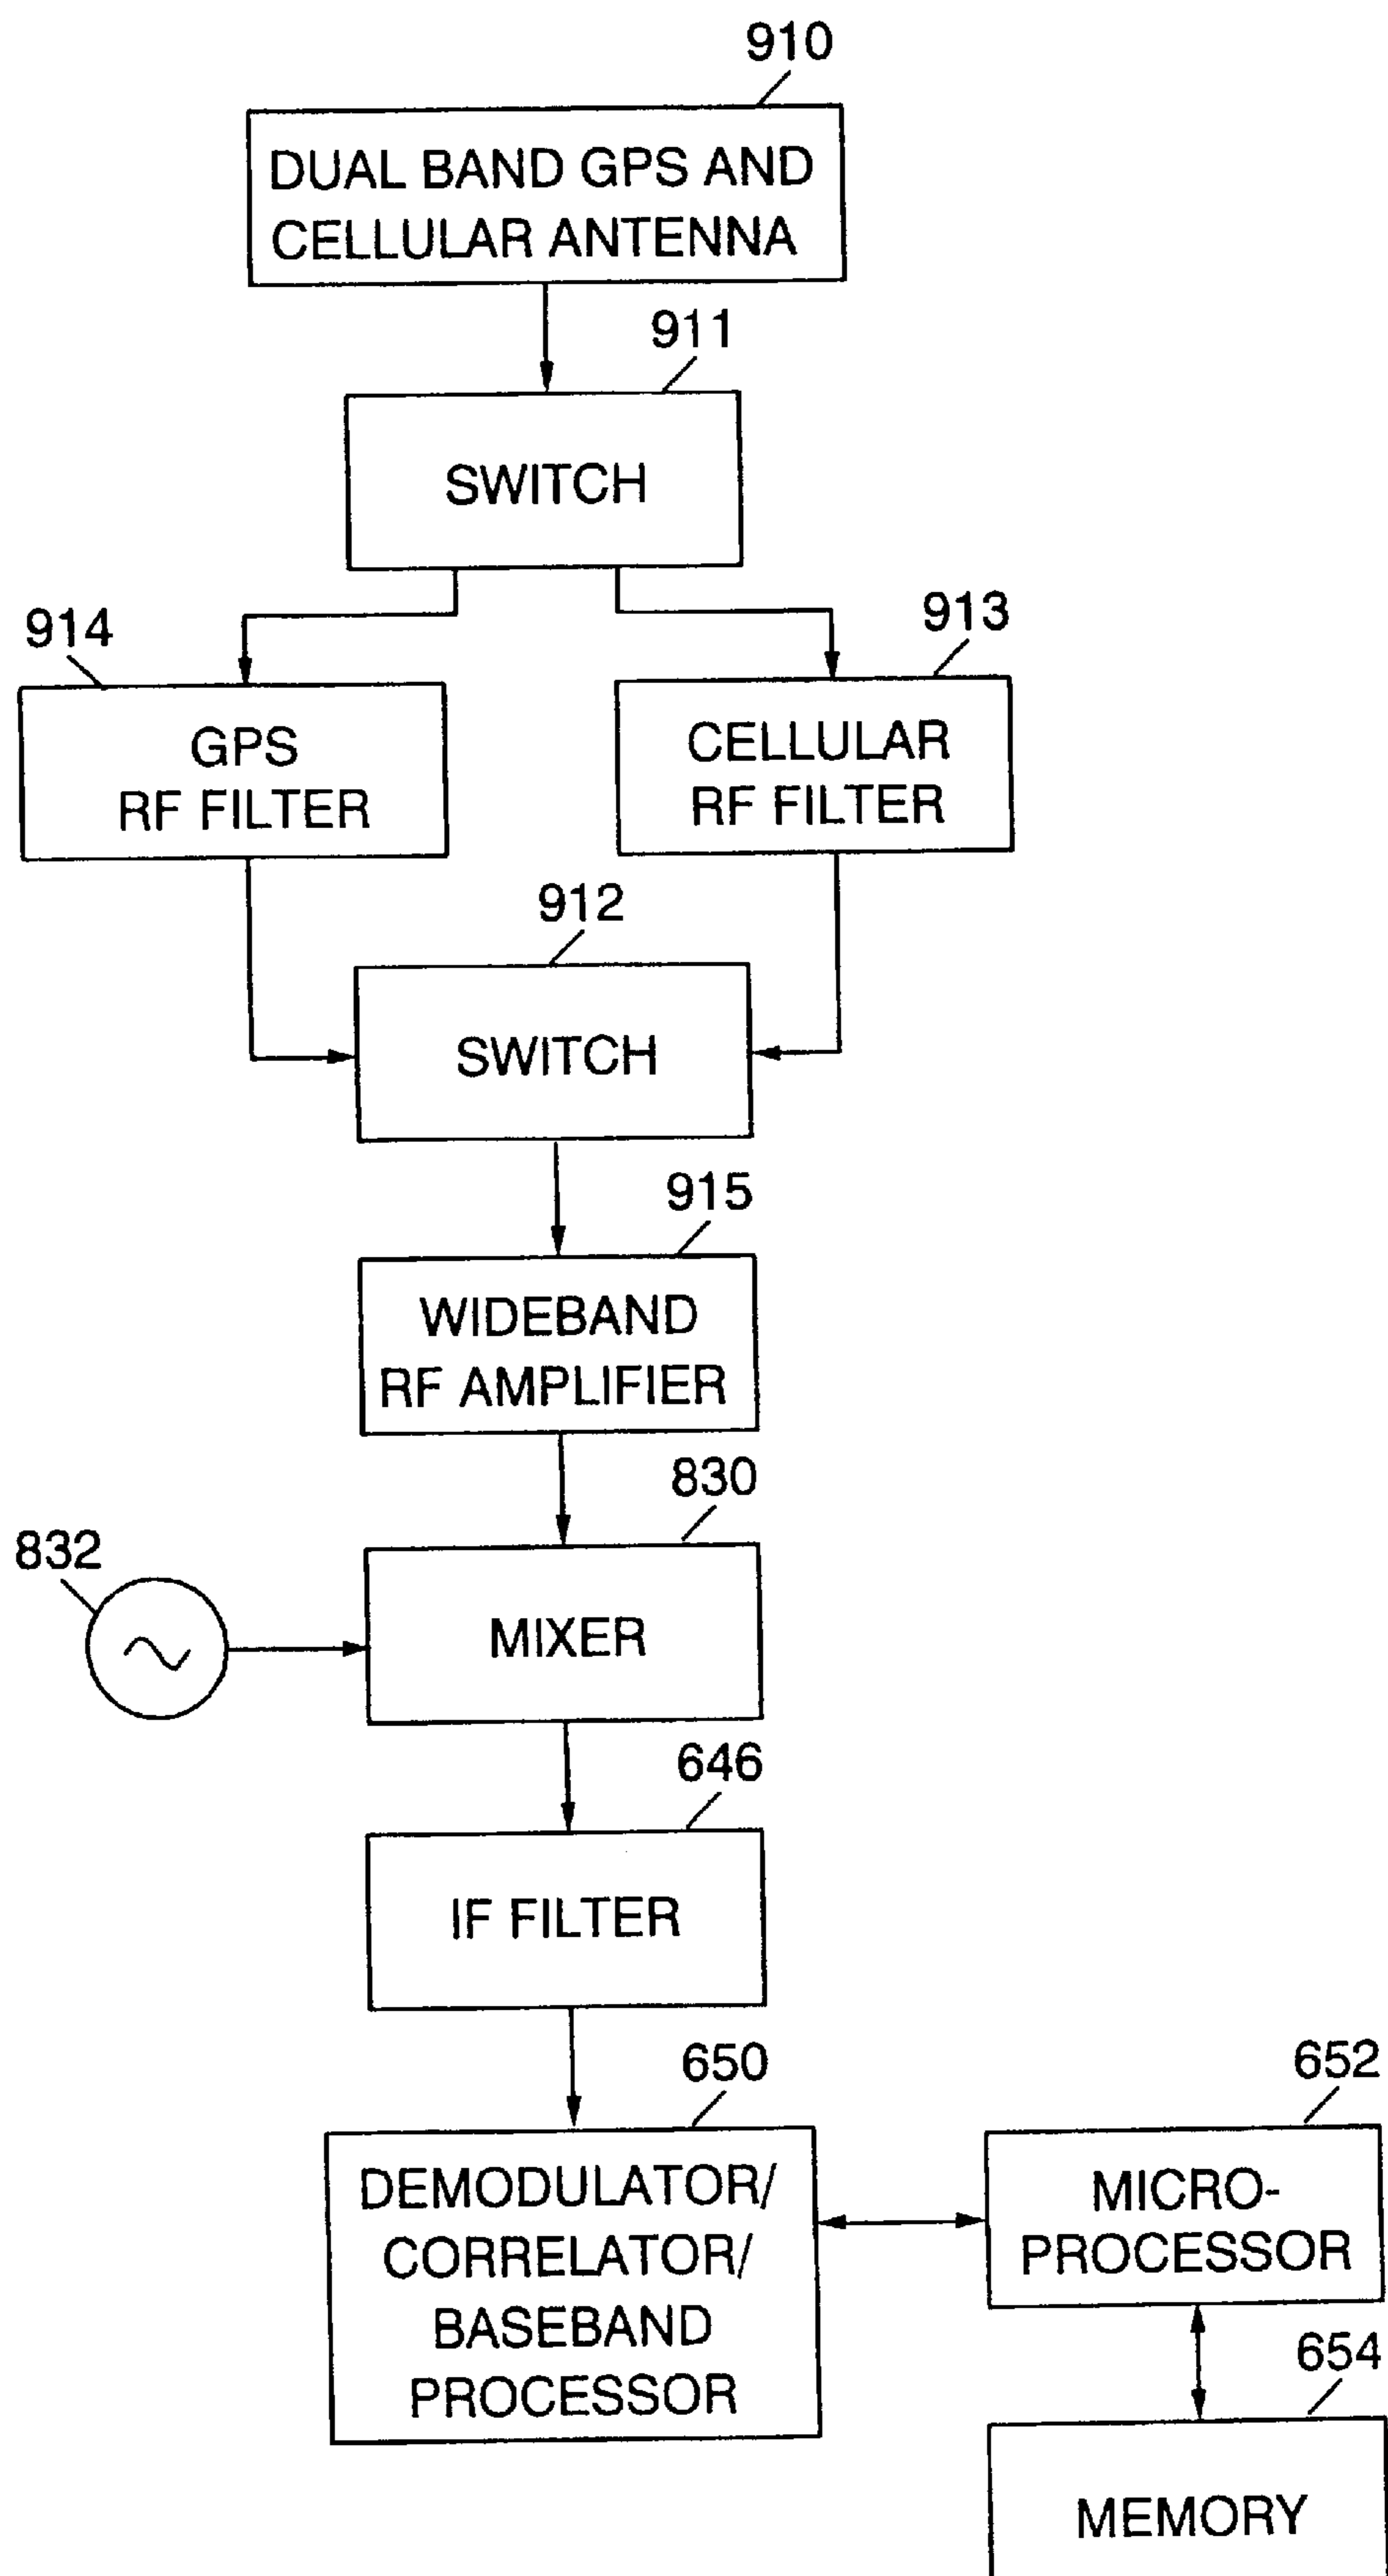 910
DUAL BAND GPS AND
CELLULAR ANTENNA
911
SWITCH
914
913
GPS
RF FILTER
CELLULAR
RF FILTER
912
SWITCH
915
WIDEBAND
RF AMPLIFIER
830
832
MIXER
646
IF FILTER
650
652
DEMODULATOR/
CORRELATOR/
BASEBAND
PROCESSOR
MICRO-
PROCESSOR
654
MEMORY